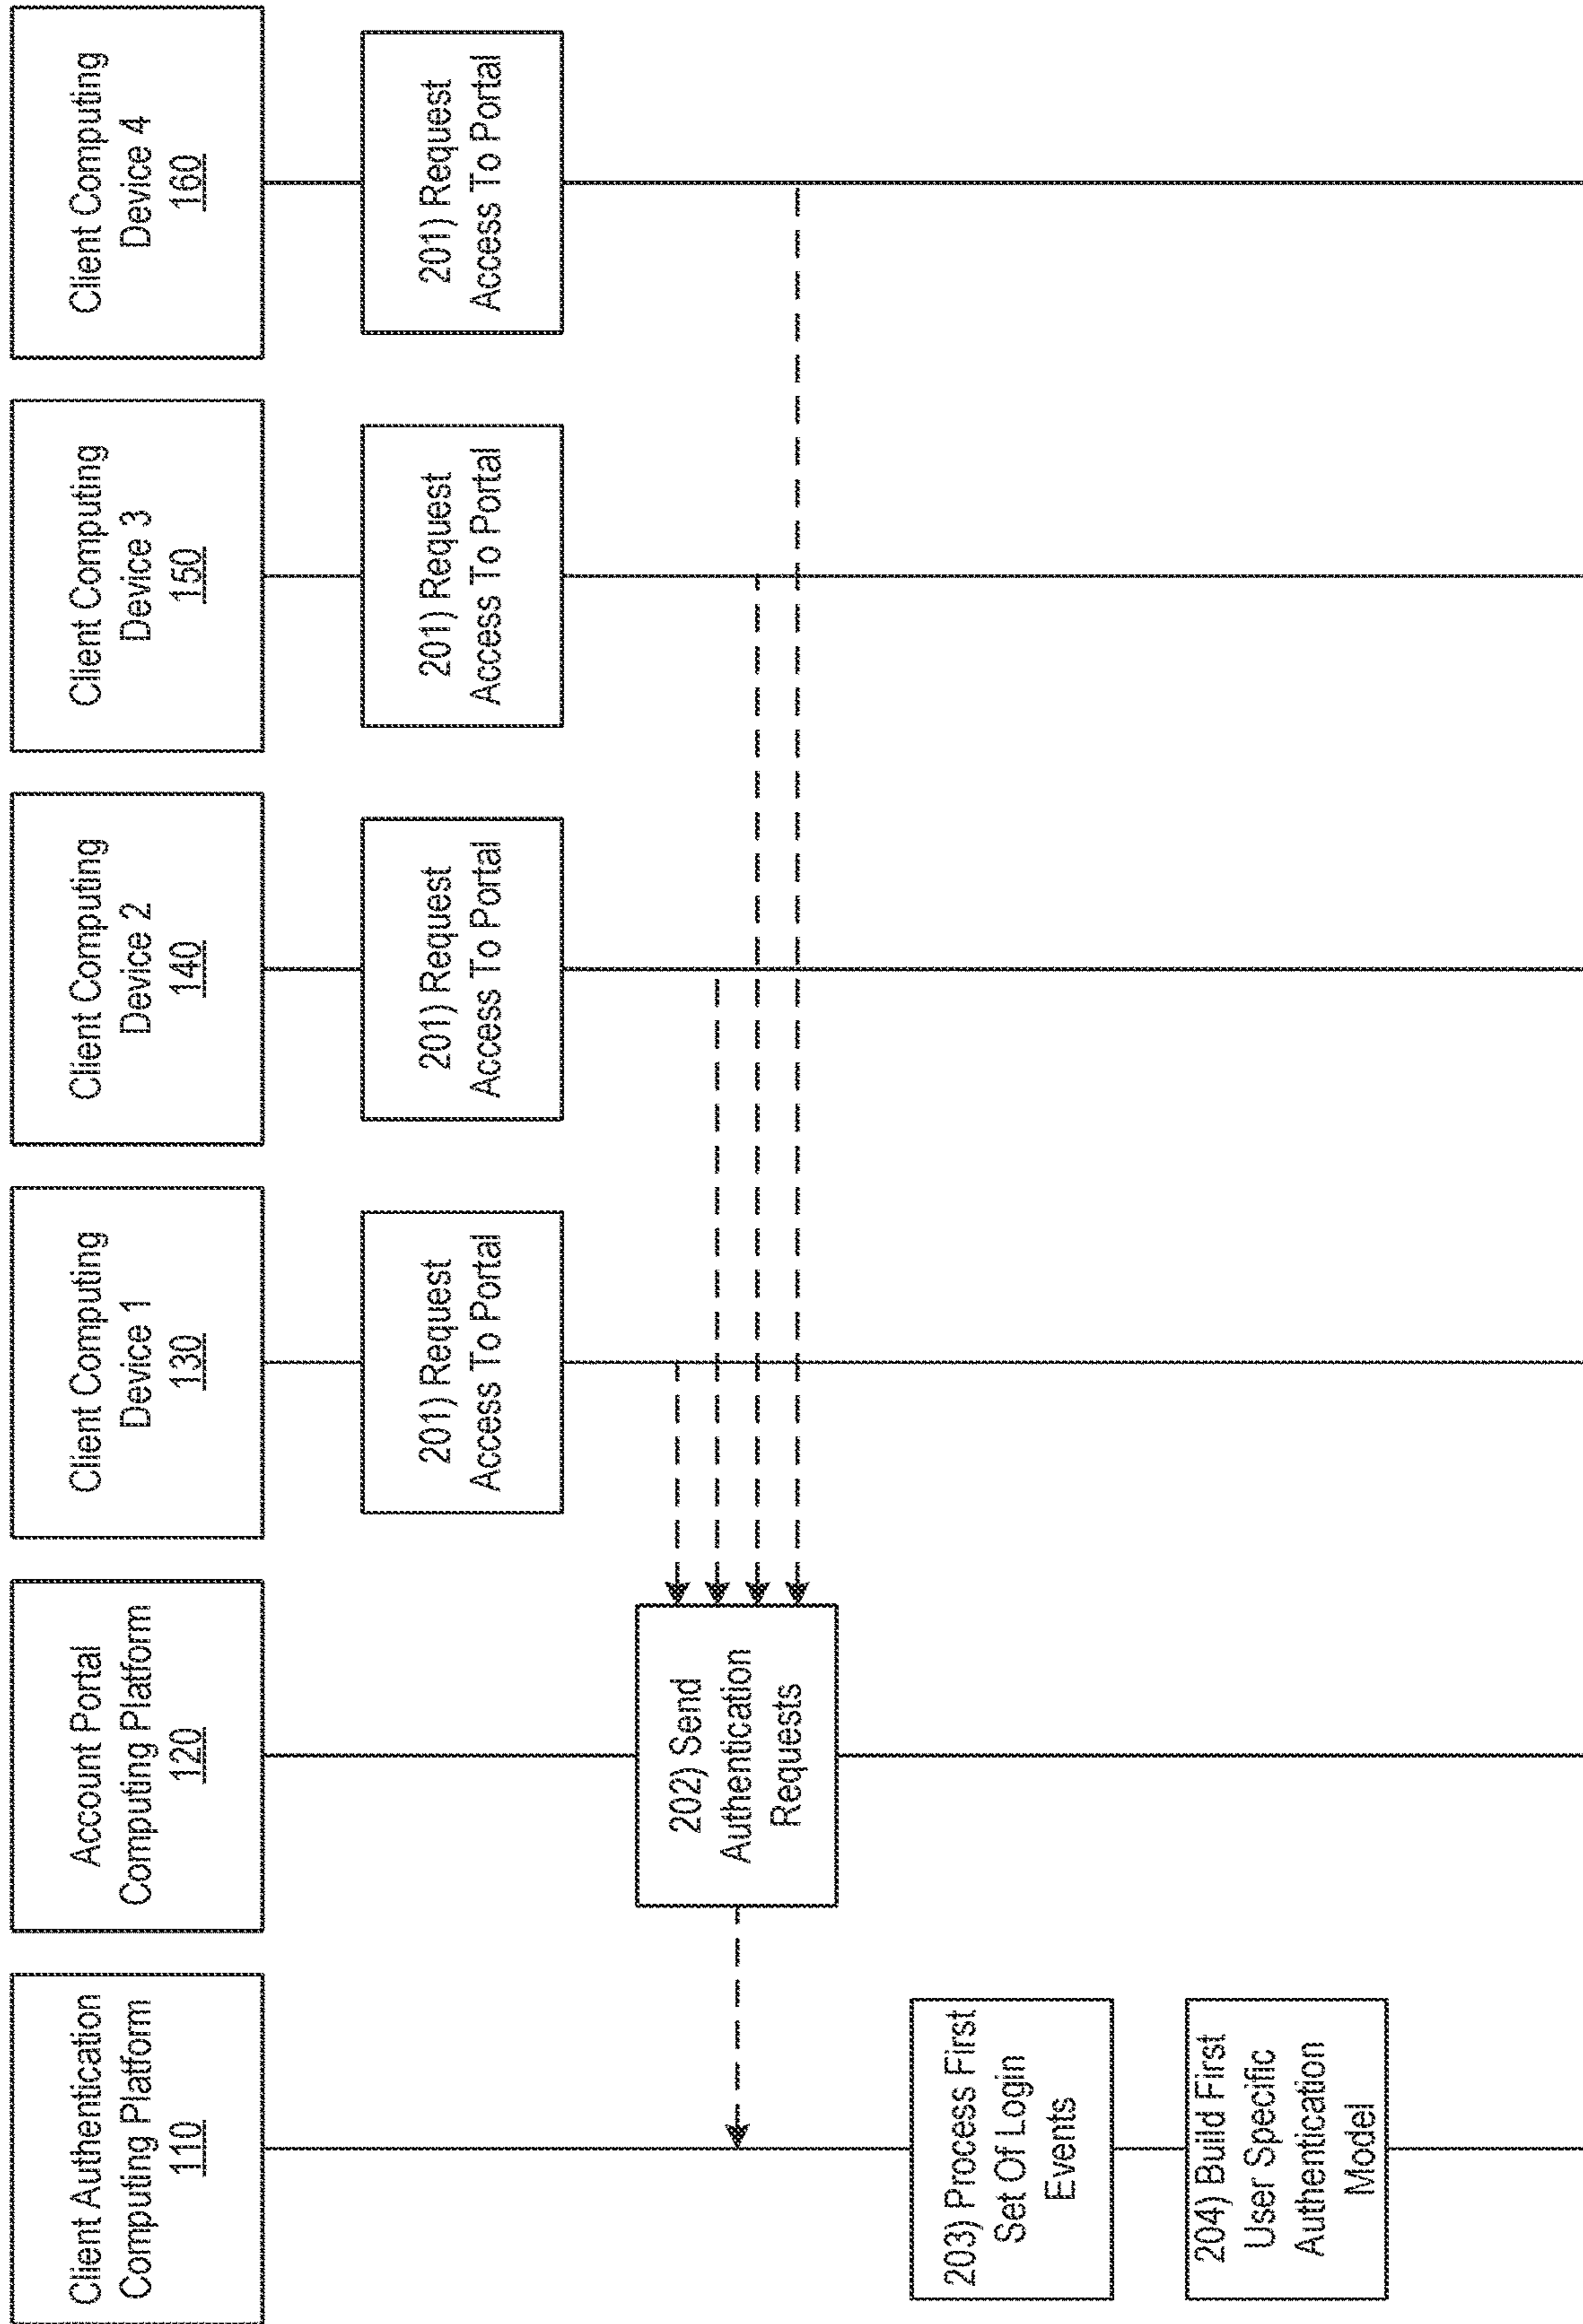 Client Authentication
Computing Platform
110
Account Portal
Computing Platform
120
Client Computing
Device 1
130
Client Computing
Device 2
140
Client Computing
Device 3
150
Client Computing
Device 4
160
201) Request
Access To Portal
201) Request
Access To Portal
201) Request
Access To Portal
201) Request
Access To Portal
202) Send
Authentication
Requests
203) Process First
Set Of Login
Events
204) Build First
User Specific
Authentication
Model